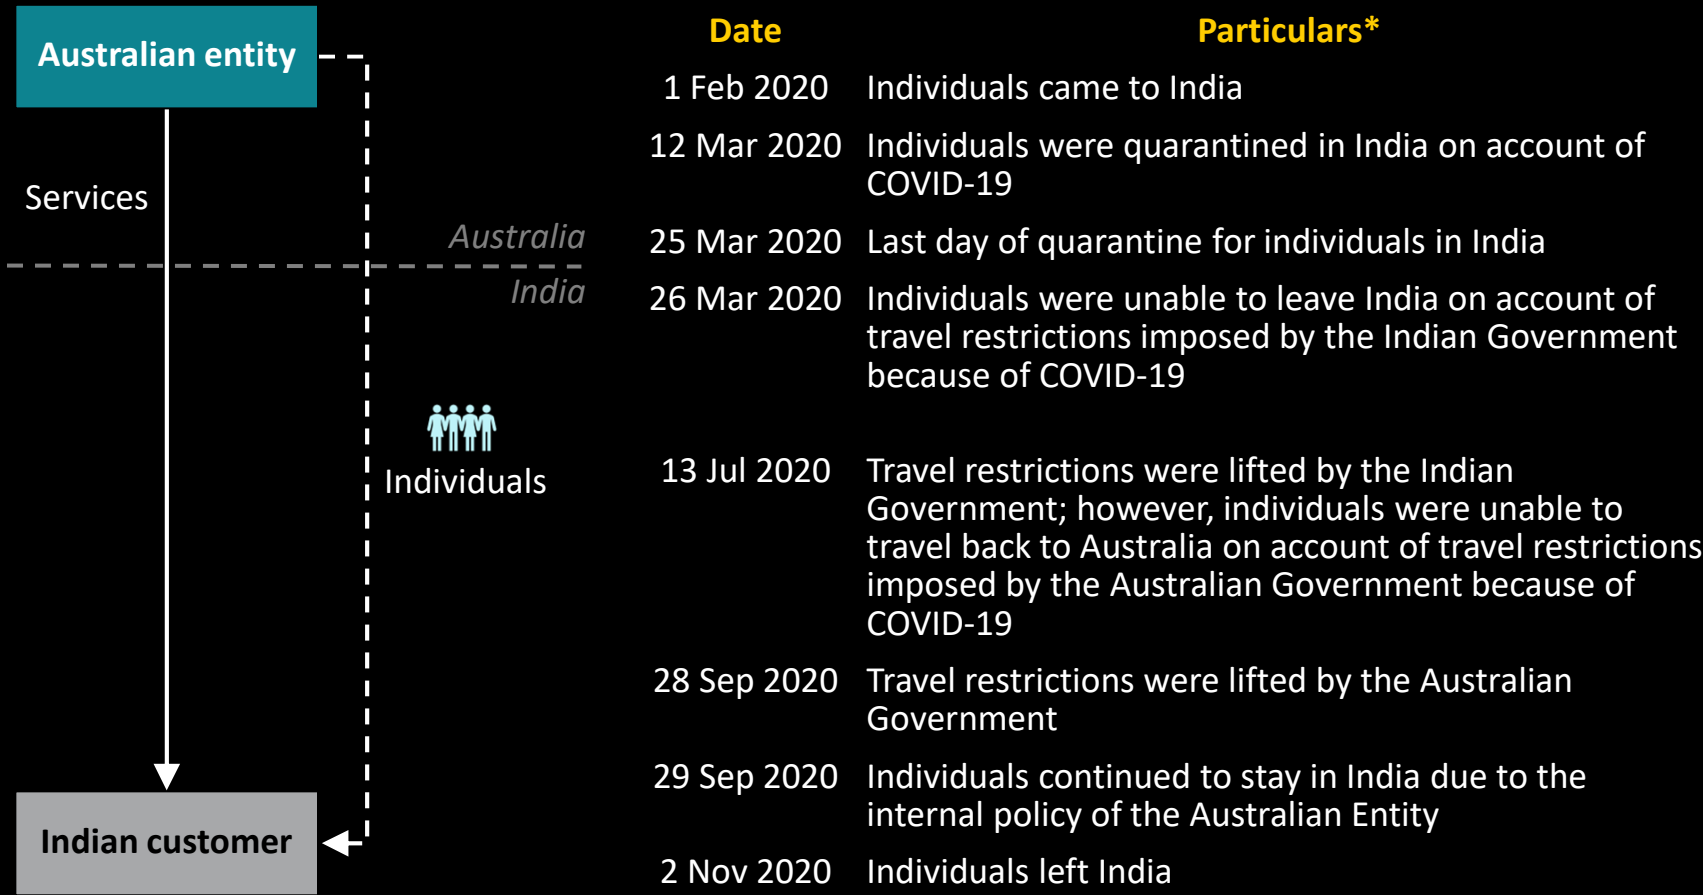 Australian entity
Services
Australia
India
Individuals
Indian customer
Date Particulars*
1 Feb 2020 Individuals came to India
12 Mar 2020 Individuals were quarantined in India on account of
COVID-19
25 Mar 2020 Last day of quarantine for individuals in India
26 Mar 2020 Individuals were unable to leave India on account of
travel restrictions imposed by the Indian Government
because of COVID-19
13 Jul 2020 Travel restrictions were lifted by the Indian
Government; however, individuals were unable to
travel back to Australia on account of travel restrictions
imposed by the Australian Government because of
COVID-19
28 Sep 2020 Travel restrictions were lifted by the Australian
Government
29 Sep 2020 Individuals continued to stay in India due to the
internal policy of the Australian Entity
2 Nov 2020 Individuals left India